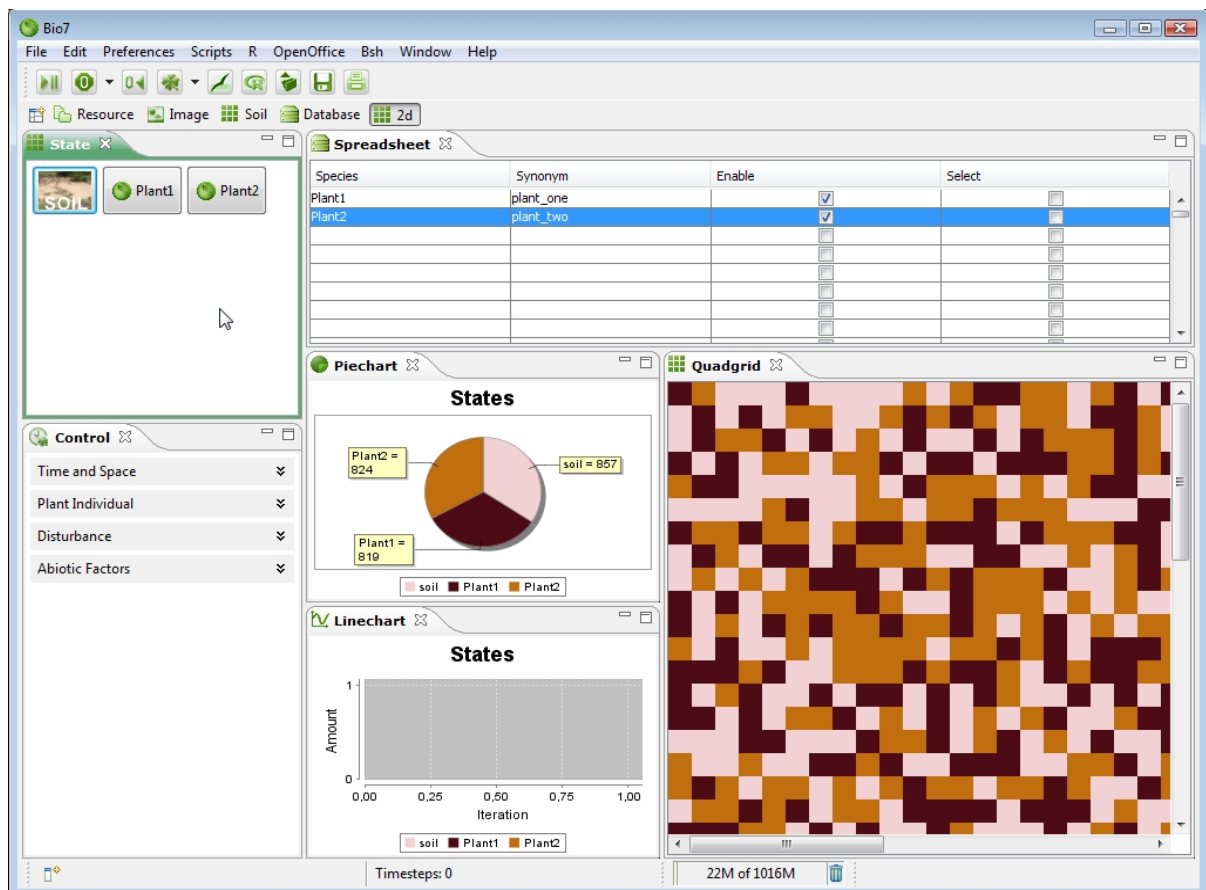 Bio7
File Edit Preferences Scripts R OpenOffice Bsh Window Help
Resource Image Soil Database 2d
State
SOIL Plant1 Plant2
Spreadsheet
Species Synonym Enable Select
Plant1 plant_one
Plant2 plant_two
Control
Time and Space
Plant Individual
Disturbance
Abiotic Factors
Piechart
States
Plant2 =
824
soil = 857
Plant1 =
819
soil Plant1 Plant2
Linechart
States
Amount
1
0
0,00 0,25 0,50 0,75 1,00
Iteration
soil Plant1 Plant2
Quadgrid
Timesteps: 0
22M of 1016M